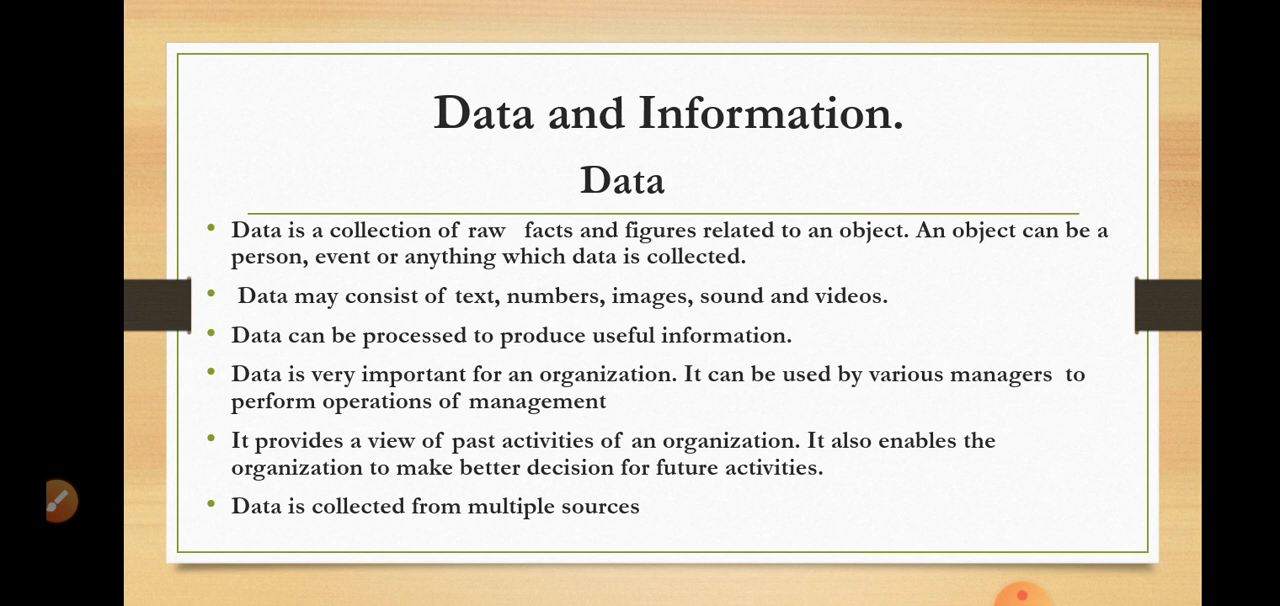 Data and Information.
Data
• Data is a collection of raw facts and figures related to an object. An object can be a
person, event or anything which data is collected.
• Data may consist of text, numbers, images, sound and videos.
• Data can be processed to produce useful information.
• Data is very important for an organization. It can be used by various managers to
perform operations of management
• It provides a view of past activities of an organization. It also enables the
organization to make better decision for future activities.
• Data is collected from multiple sources